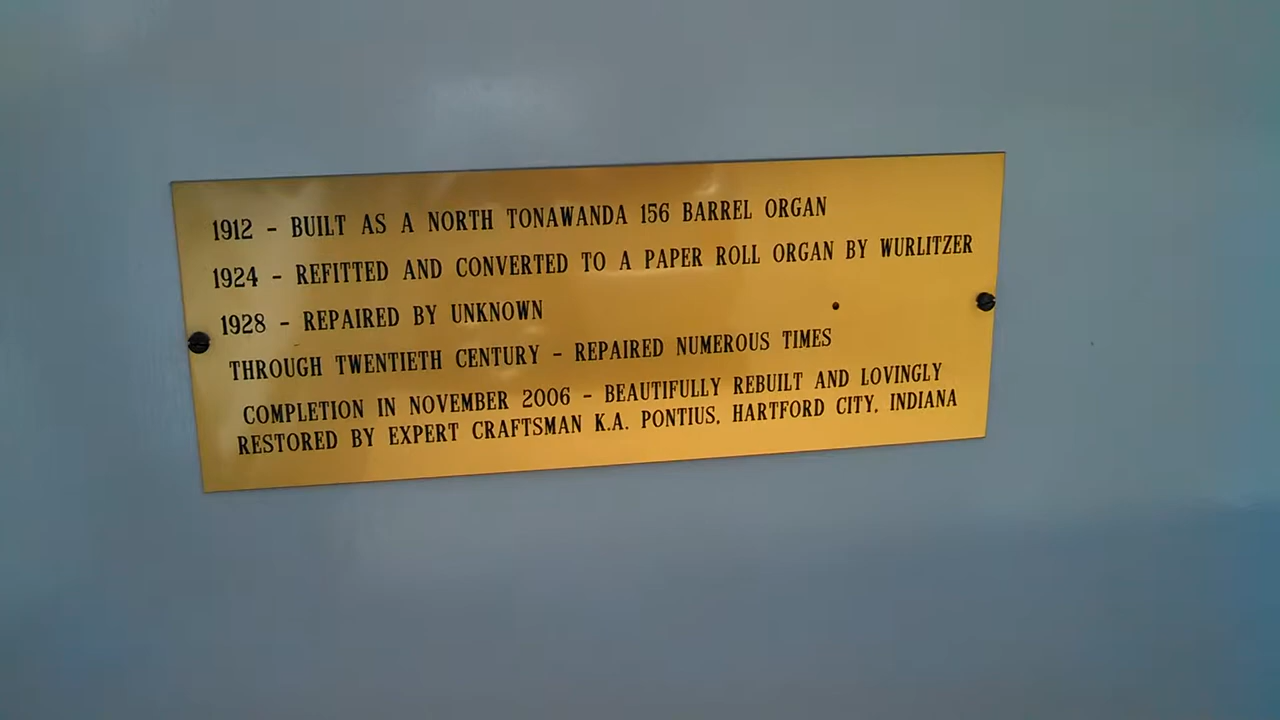 1912 - BUILT AS A NORTH TONAWANDA 156 BARREL ORGAN
1924 - REFITTED AND CONVERTED TO A PAPER ROLL ORGAN BY WURLITZER
1928 - REPAIRED BY UNKNOWN
THROUGH TWENTIETH CENTURY - REPAIRED NUMEROUS TIMES
COMPLETION IN NOVEMBER 2006 - BEAUTIFULLY REBUILT AND LOVINGLY
RESTORED BY EXPERT CRAFTSMAN K.A. PONTIUS, HARTFORD CITY, INDIANA